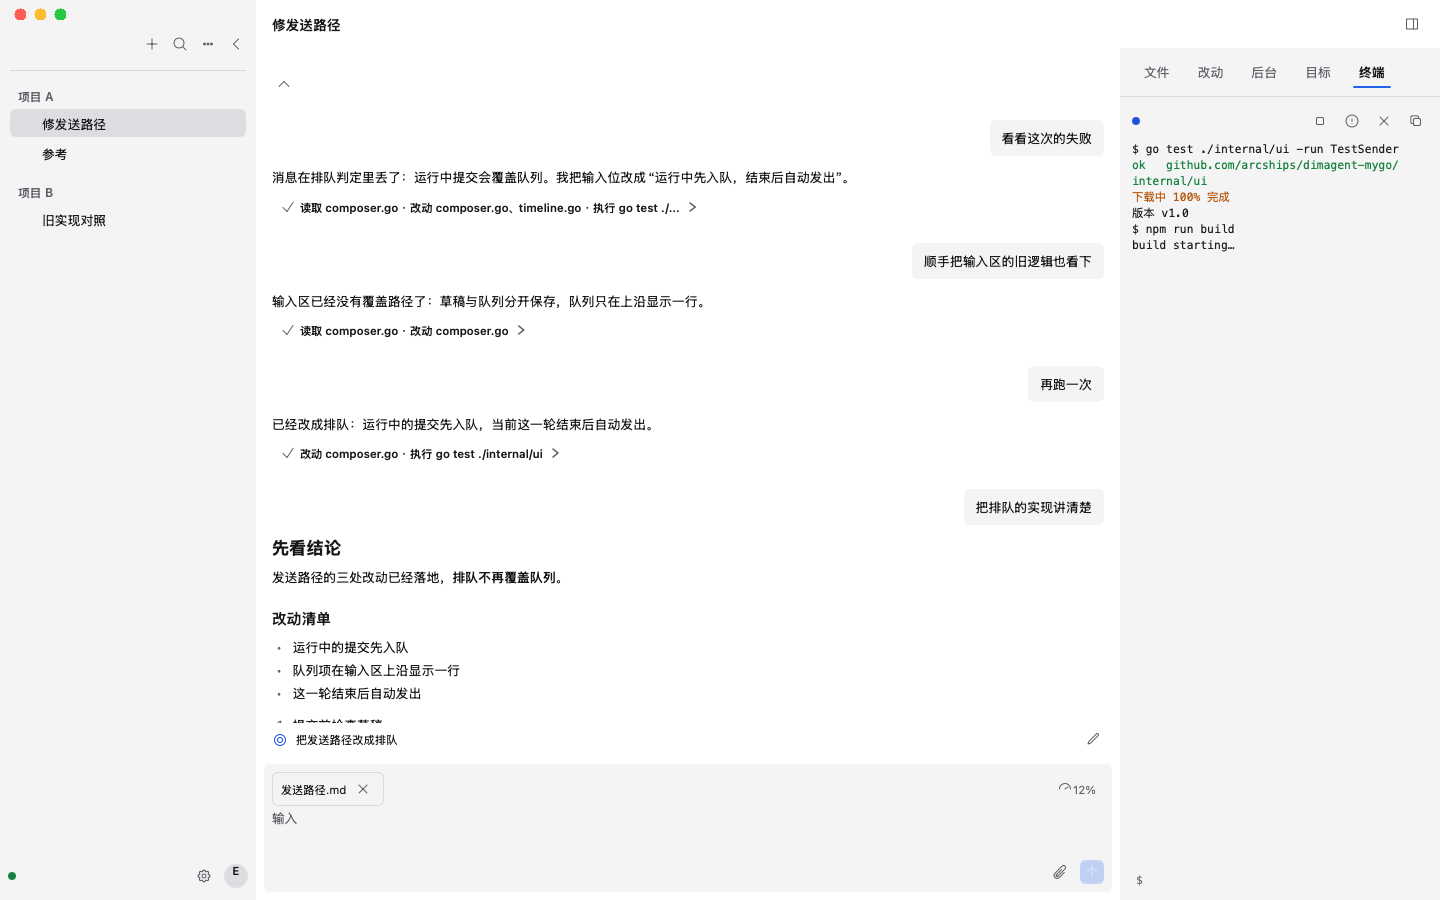 修发送路径
项目 A
修发送路径
参考
项目 B
旧实现对照
E
看看这次的失败
消息在排队判定里丢了：运行中提交会覆盖队列。我把输入位改成“运行中先入队，结束后自动发出”。
读取 composer.go · 改动 composer.go、timeline.go · 执行 go test ./...
顺手把输入区的旧逻辑也看下
输入区已经没有覆盖路径了：草稿与队列分开保存，队列只在上沿显示一行。
读取 composer.go · 改动 composer.go
再跑一次
已经改成排队：运行中的提交先入队，当前这一轮结束后自动发出。
改动 composer.go · 执行 go test ./internal/ui
把排队的实现讲清楚
先看结论
发送路径的三处改动已经落地，排队不再覆盖队列。
改动清单
• 运行中的提交先入队
• 队列项在输入区上沿显示一行
• 这一轮结束后自动发出
把发送路径改成排队
发送路径.md
12%
输入
文件 改动 后台 目标 终端
$ go test ./internal/ui -run TestSender
ok github.com/arcships/dimagent-mygo/
internal/ui
下载中 100% 完成
版本 v1.0
$ npm run build
build starting…
$